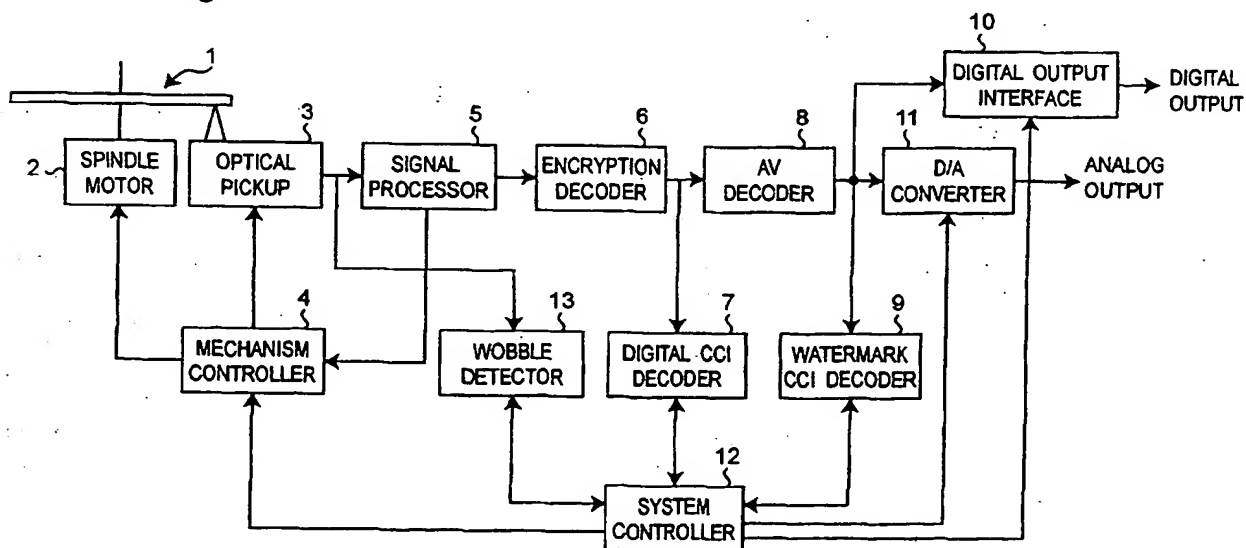 10
1
DIGITAL OUTPUT
INTERFACE
DIGITAL
OUTPUT
3
5
6
8
11
2
SPINDLE
MOTOR
OPTICAL
PICKUP
SIGNAL
PROCESSOR
ENCRYPTION
DECODER
AV
DECODER
D/A
CONVERTER
ANALOG
OUTPUT
4
13
7
9
MECHANISM
CONTROLLER
WOBBLE
DETECTOR
DIGITAL CCI
DECODER
WATERMARK
CCI DECODER
12
SYSTEM
CONTROLLER